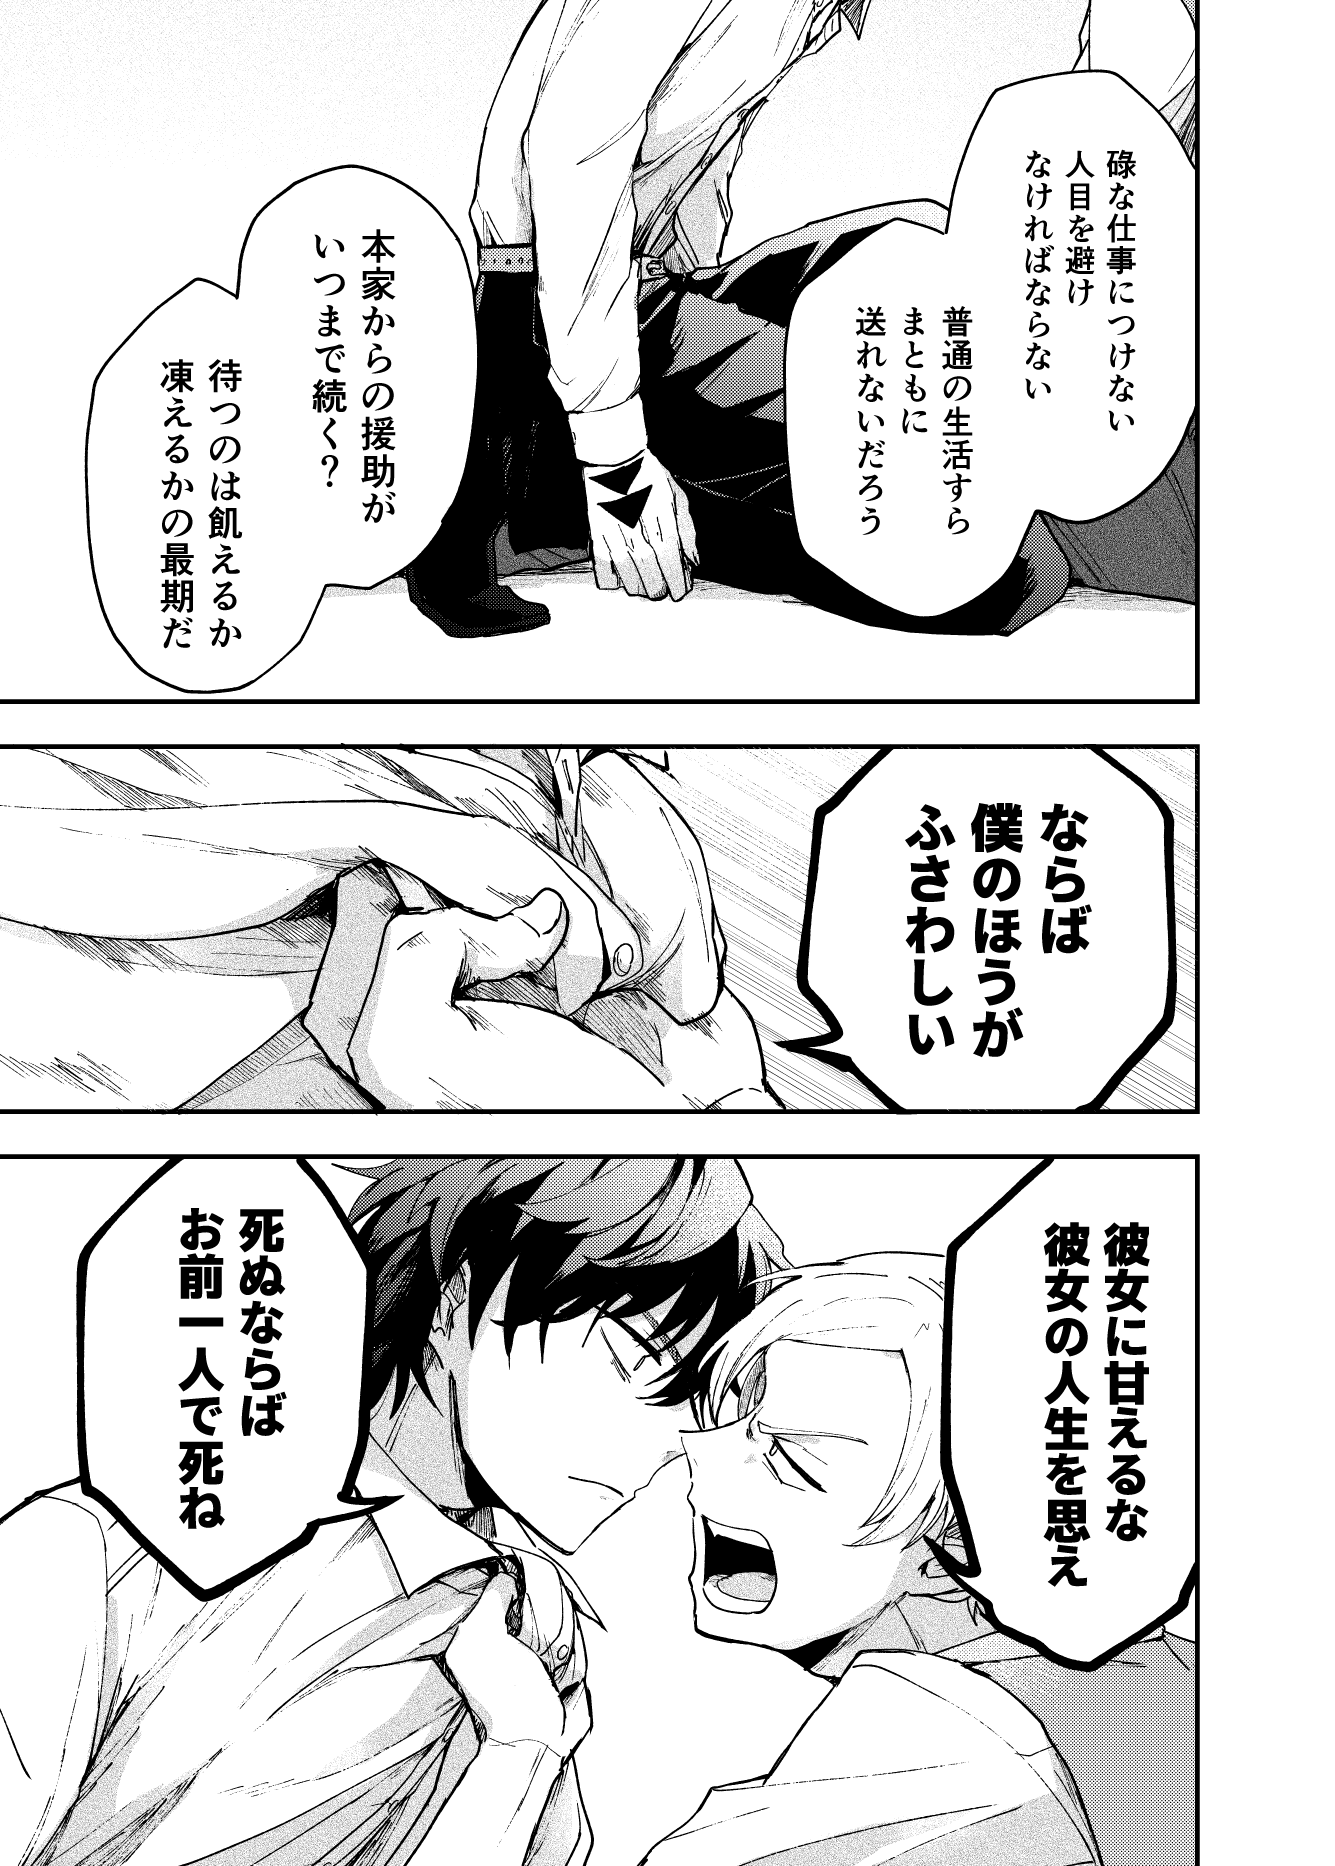 碌な仕事につけない
人目を避け
なければならない
普通の生活すら
まともに
送れないだろう
本家からの援助が
いつまで続く？
待つのは飢えるか
凍えるかの最期だ
ならば
僕のほうが
ふさわしい
彼女に甘えるな
彼女の人生を思え
死ぬならば
お前一人で死ね